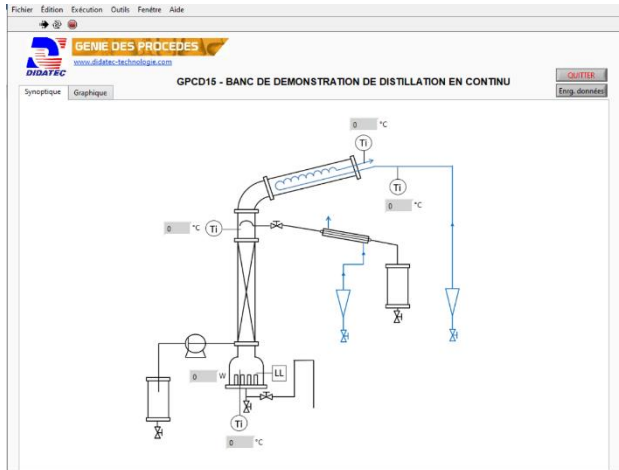 Fichier Édition Exécution Outils Fenêtre Aide
GENIE DES PROCEDES
www.didatec-technologie.com
DIDATEC
GPCD15 - BANC DE DEMONSTRATION DE DISTILLATION EN CONTINU
QUITTER
Enrg. données
Synoptique Graphique
0 °C
Ti
Ti
0 °C
0 °C Ti
0 W LL
Ti
0 °C